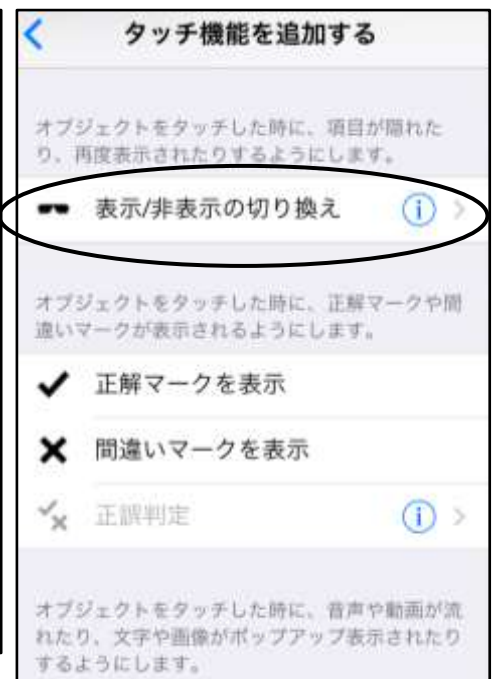 タッチ機能を追加する
オブジェクトをタッチした時に、項目が隠れた
り、再度表示されたりするようにします。
表示/非表示の切り換え
オブジェクトをタッチした時に、正解マークや間
違いマークが表示されるようにします。
正解マークを表示
間違いマークを表示
正誤判定
オブジェクトをタッチした時に、音声や動画が流
れたり、文字や画像がポップアップ表示されたり
するようにします。